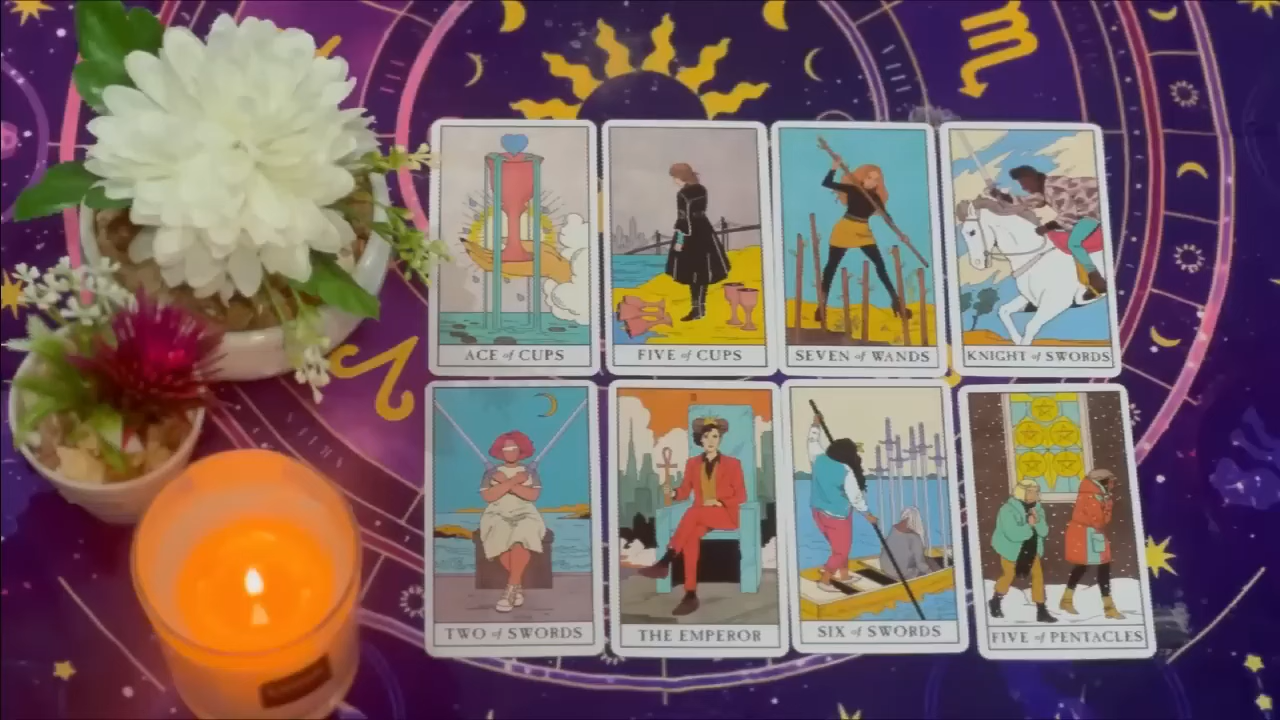 ACE of CUPS
FIVE of CUPS
SEVEN of WANDS
KNIGHT of SWORDS
TWO of SWORDS
THE EMPEROR
SIX of SWORDS
FIVE of PENTACLES